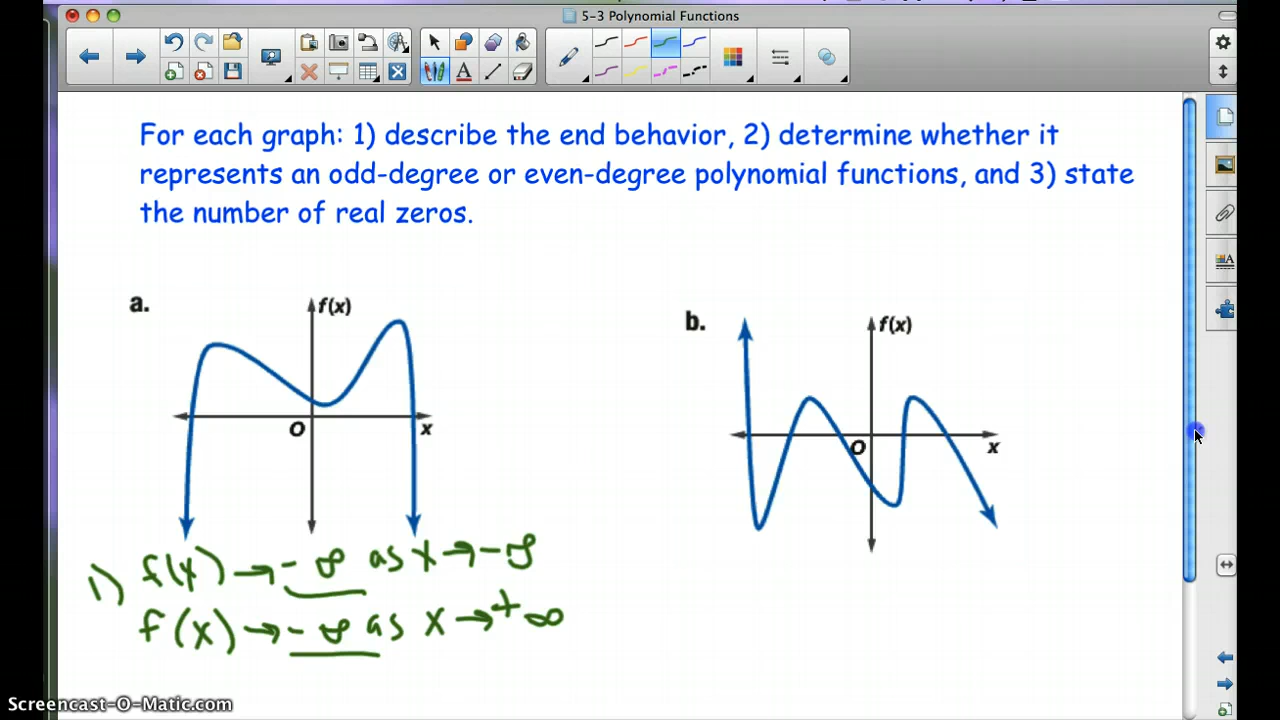 5-3 Polynomial Functions
For each graph: 1) describe the end behavior, 2) determine whether it
represents an odd-degree or even-degree polynomial functions, and 3) state
the number of real zeros.
a.
f(x)
O
x
b.
f(x)
O
x
1) f(x) → -∞ as x → -∞
f(x) → -∞ as x → +∞
Screencast-O-Matic.com